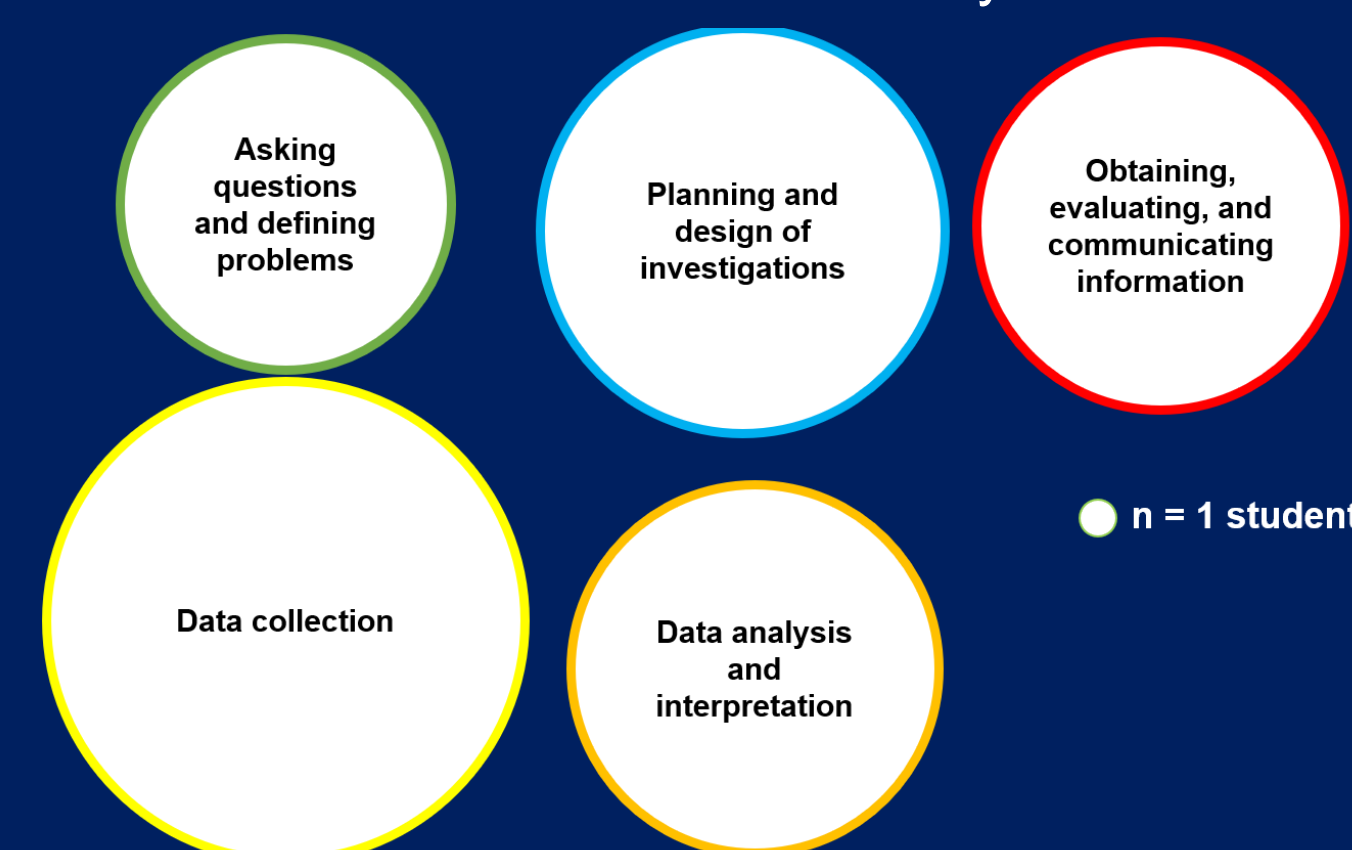 Asking
questions
and defining
problems
Planning and
design of
investigations
Obtaining,
evaluating, and
communicating
information
n = 1 student
Data collection
Data analysis
and
interpretation